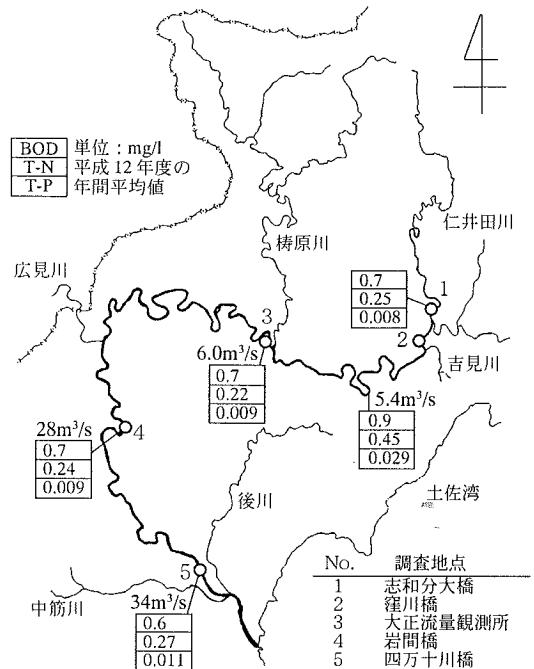 BOD 単位：mg/l
T-N 平成12年度の
T-P 年間平均値
仁井田川
梼原川
広見川
0.7
0.25
0.008
1
2
3
吉見川
6.0m³/s
0.7
0.22
0.009
5.4m³/s
0.9
0.45
0.029
28m³/s
0.7
0.24
0.009
4
後川
土佐湾
5
中筋川
34m³/s
0.6
0.27
0.011
No. 調査地点
1 志和分大橋
2 窪川橋
3 大正流量観測所
4 岩間橋
5 四万十川橋